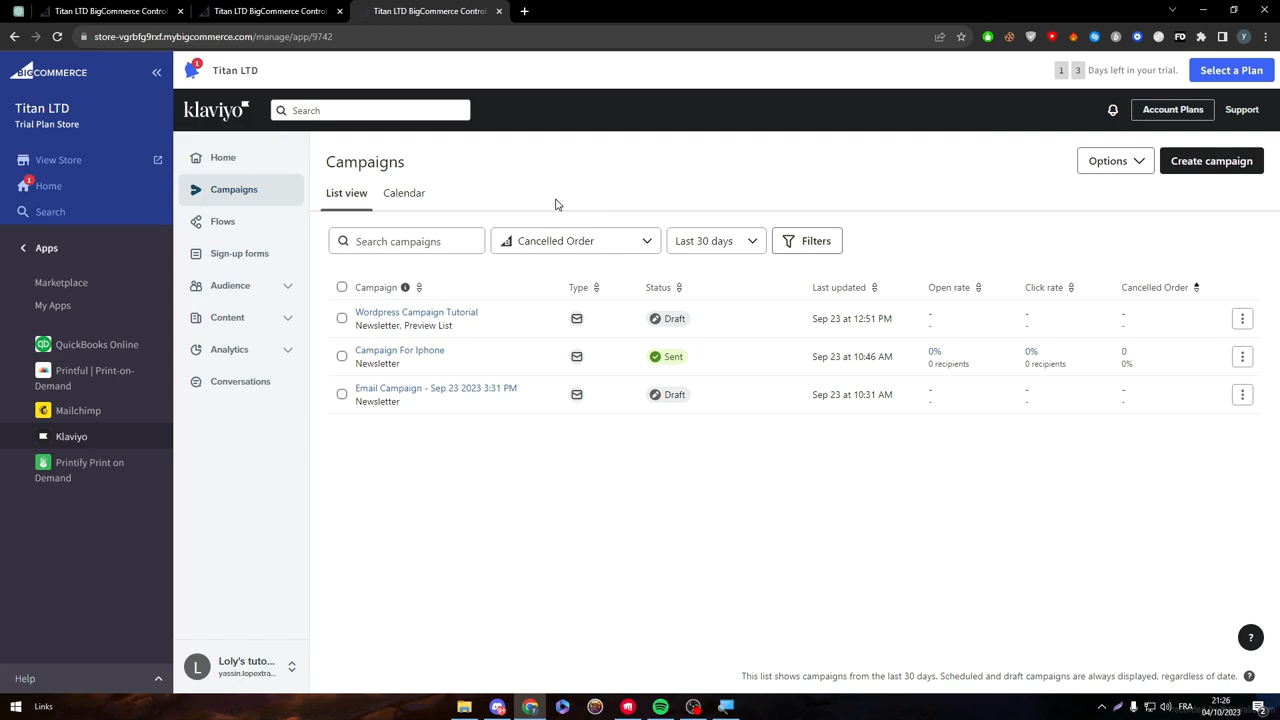 Titan LTD BigCommerce Control
Titan LTD BigCommerce Control
Titan LTD BigCommerce Control
store-vgrbfg9rxf.mybigcommerce.com/manage/app/9742
BIGCOMMERCE
1
Titan LTD
1 3 Days left in your trial.
Select a Plan
Titan LTD
Trial Plan Store
klaviyo
Search
Account Plans
Support
View Store
1
Home
Search
Apps
Marketplace
My Apps
QuickBooks Online
Printful | Print-on-
Demand
Mailchimp
Klaviyo
Printify Print on
Demand
Help
Home
Campaigns
Flows
Sign-up forms
Audience
Content
Analytics
Conversations
L
Loly's tuto...
yassin.lopextra...
Campaigns
Options
Create campaign
List view
Calendar
Search campaigns
Cancelled Order
Last 30 days
Filters
Campaign
Type
Status
Last updated
Open rate
Click rate
Cancelled Order
Wordpress Campaign Tutorial
Newsletter, Preview List
Draft
Sep 23 at 12:51 PM
-
-
-
-
-
-
Campaign For Iphone
Newsletter
Sent
Sep 23 at 10:46 AM
0%
0 recipients
0%
0 recipients
0
0%
Email Campaign - Sep 23 2023 3:31 PM
Newsletter
Draft
Sep 23 at 10:31 AM
-
-
-
-
-
-
?
This list shows campaigns from the last 30 days. Scheduled and draft campaigns are always displayed, regardless of date.
?
Links
FRA
21:26
04/10/2023
2